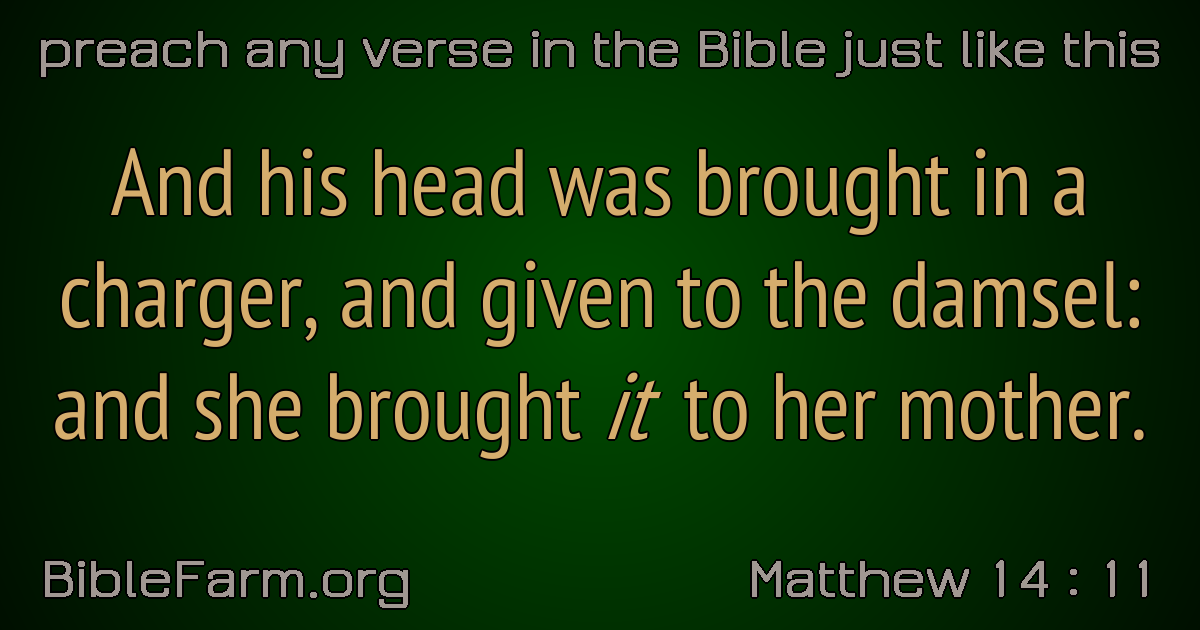 preach any verse in the Bible just like this
And his head was brought in a
charger, and given to the damsel:
and she brought it to her mother.
BibleFarm.org
Matthew 14 : 11